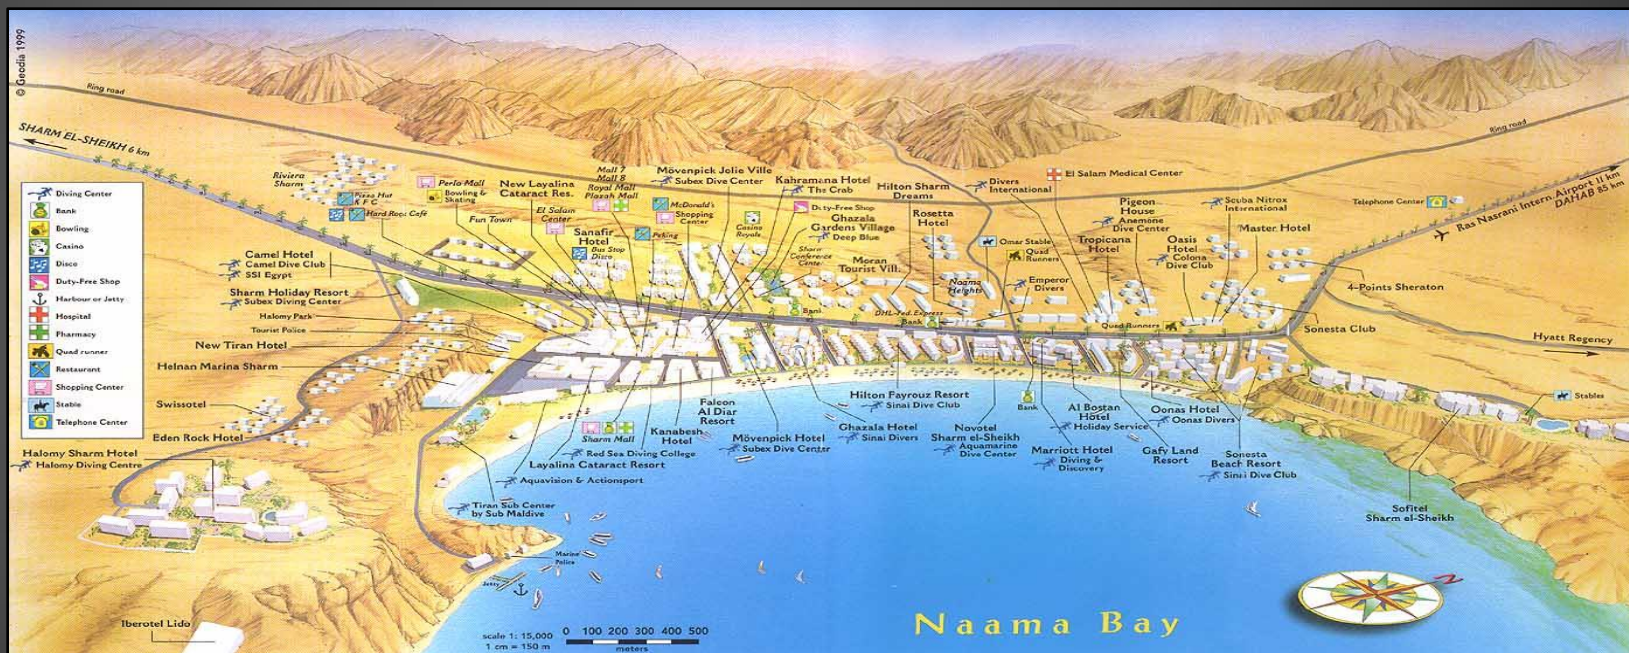 © Geodia 1999
Ring road
SHARM EL-SHEIKH 6 km
Ring road
Airport 11 km
Ras Nasrani Intern.
DAHAB 85 km
Diving Center
Bank
Bowling
Casino
Disco
Duty-Free Shop
Harbour or Jetty
Hospital
Pharmacy
Quad runner
Restaurant
Shopping Center
Stable
Telephone Center
Riviera
Sharm
Pizza Hut
K F C
Hard Rock Café
Perla Mall
Bowling &
Skating
Fun Town
New Layalina
Cataract Res.
El Salam
Center
Mall 7
Mall 8
Royal Mall
Plazah Mall
Sanafir
Hotel
Bus Stop
Disco
Mövenpick Jolie Ville
Subex Dive Center
McDonald's
Shopping
Center
Peking
Casino
Royale
Kahramana Hotel
The Crab
Duty-Free Shop
Ghazala
Gardens Village
Deep Blue
Sharm
Conference
Center
Moran
Tourist Vill.
Hilton Sharm
Dreams
Rosetta
Hotel
Naama
Heights
Divers
International
El Salam Medical Center
Omar Stable
Quad
Runners
Emperor
Divers
Pigeon
House
Anemone
Dive Center
Tropicana
Hotel
Scuba Nitrox
International
Oasis
Hotel
Colona
Dive Club
Master Hotel
Telephone Center
4-Points Sheraton
Sonesta Club
Hyatt Regency
Stables
Camel Hotel
Camel Dive Club
SSI Egypt
Sharm Holiday Resort
Subex Diving Center
Halomy Park
Tourist Police
New Tiran Hotel
Helnan Marina Sharm
Swissotel
Eden Rock Hotel
Halomy Sharm Hotel
Halomy Diving Centre
Iberotel Lido
Bank
DHL-Fed.Express
Bank
Quad Runners
Sharm Mall
Red Sea Diving College
Layalina Cataract Resort
Aquavision & Actionsport
Tiran Sub Center
by Sub Maldive
Marine
Police
Jetty
Kanabesh
Hotel
Falcon
Al Diar
Resort
Mövenpick Hotel
Subex Dive Center
Hilton Fayrouz Resort
Sinai Dive Club
Ghazala Hotel
Sinai Divers
Novotel
Sharm el-Sheikh
Aquamarine
Dive Center
Bank
Al Bostan
Hotel
Holiday Service
Marriott Hotel
Diving &
Discovery
Oonas Hotel
Oonas Divers
Gafy Land
Resort
Sonesta
Beach Resort
Sinai Dive Club
Sofitel
Sharm el-Sheikh
Naama Bay
N
scale 1: 15,000
1 cm = 150 m
0 100 200 300 400 500
meters